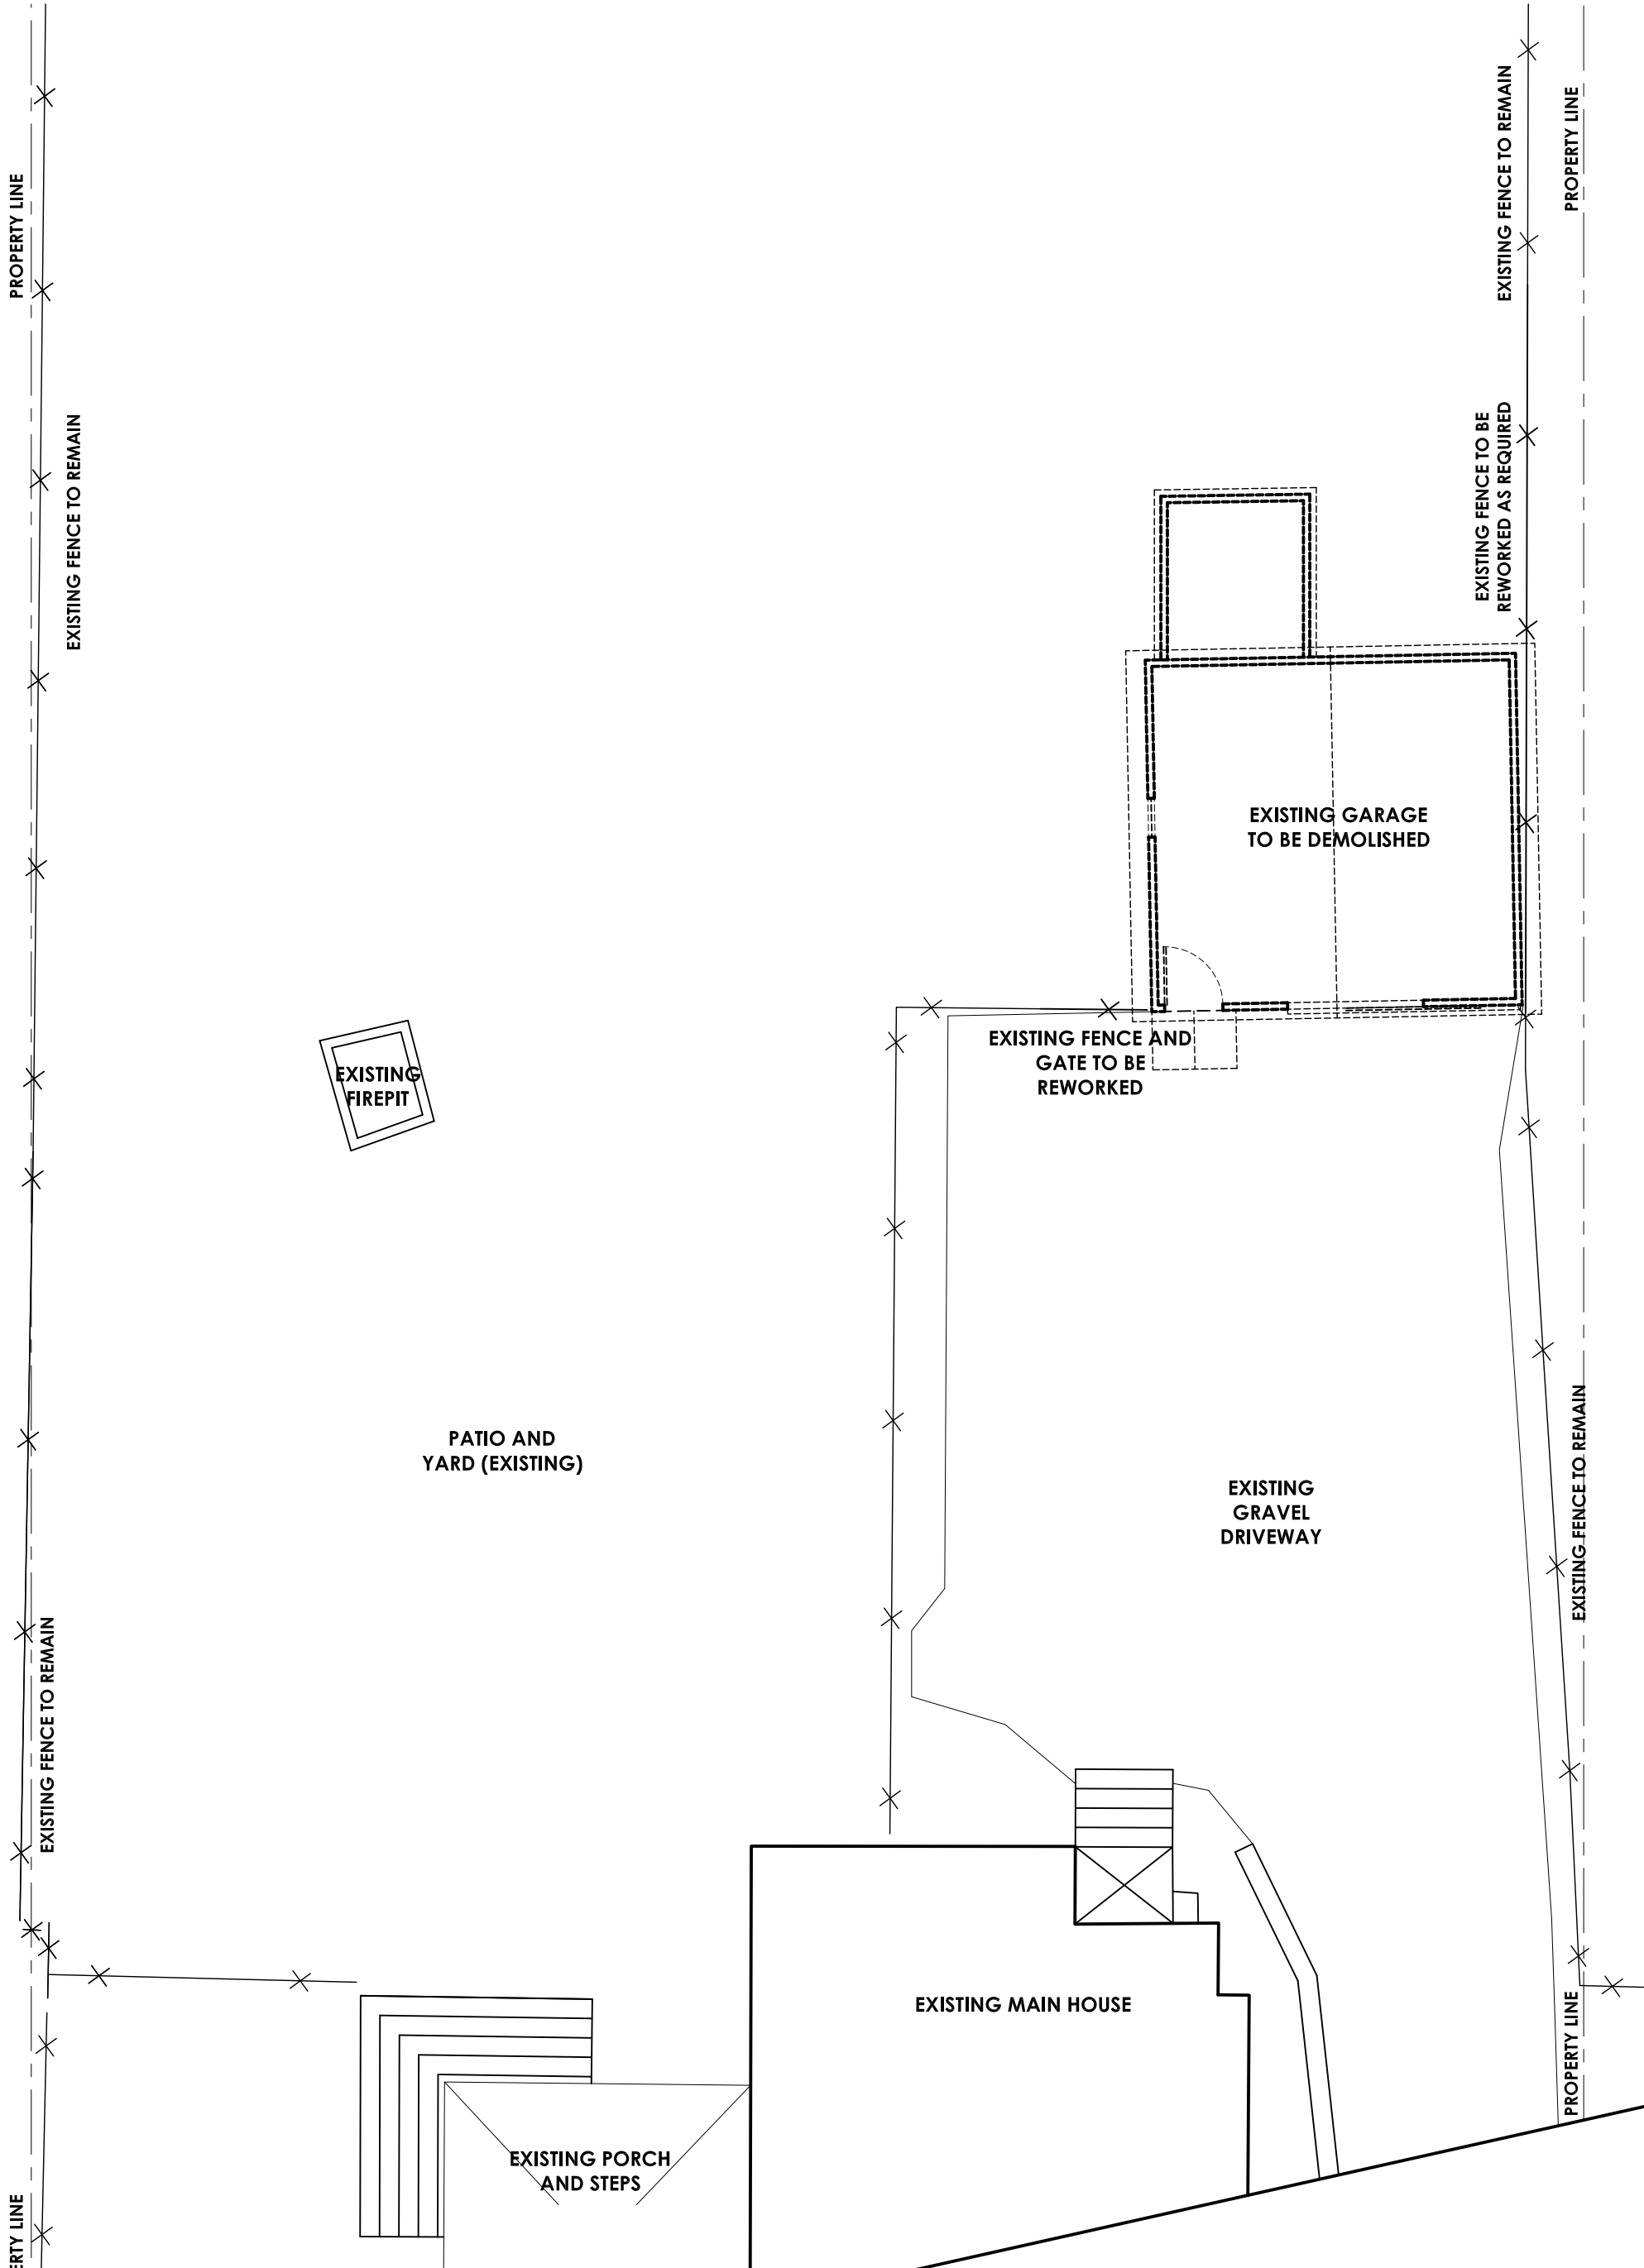 EXISTING FENCE TO REMAIN
PROPERTY LINE
PROPERTY LINE
EXISTING FENCE TO BE
REWORKED AS REQUIRED
EXISTING FENCE TO REMAIN
EXISTING GARAGE
TO BE DEMOLISHED
EXISTING FENCE AND
GATE TO BE
REWORKED
EXISTING
FIREPIT
PATIO AND
YARD (EXISTING)
EXISTING FENCE TO REMAIN
EXISTING
GRAVEL
DRIVEWAY
EXISTING FENCE TO REMAIN
EXISTING MAIN HOUSE
PROPERTY LINE
EXISTING PORCH
AND STEPS
ERTY LINE